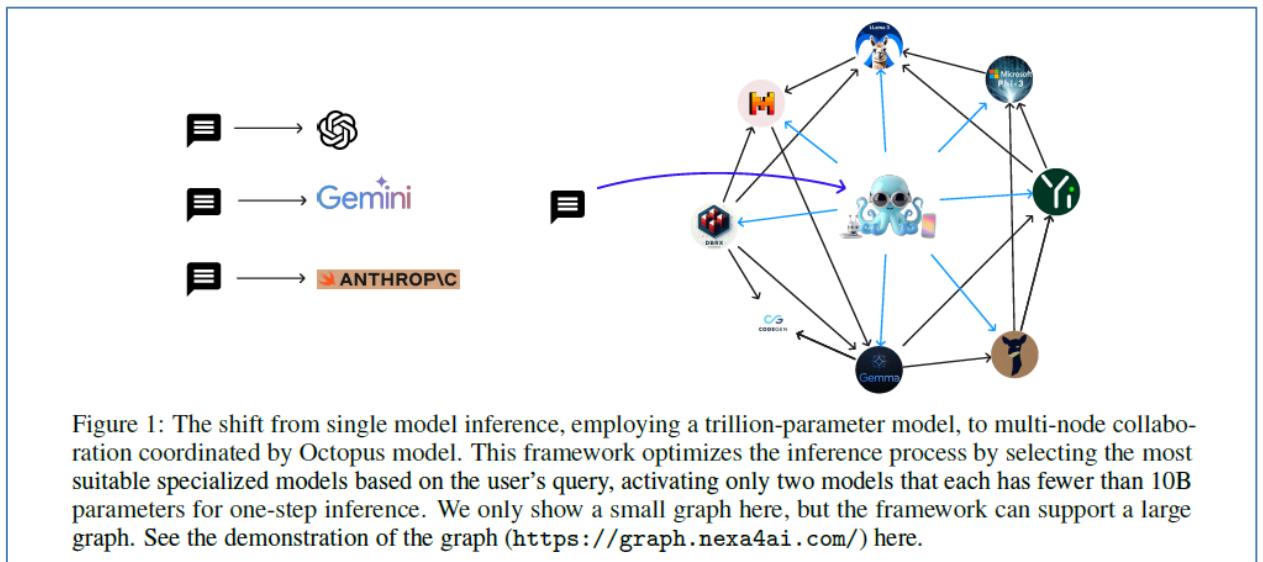 LLama 3
Microsoft
Phi-3
Gemini
Yi
DBRX
ANTHROP\C
CODEGEN
Gemma
Figure 1: The shift from single model inference, employing a trillion-parameter model, to multi-node collabo-
ration coordinated by Octopus model. This framework optimizes the inference process by selecting the most
suitable specialized models based on the user's query, activating only two models that each has fewer than 10B
parameters for one-step inference. We only show a small graph here, but the framework can support a large
graph. See the demonstration of the graph (https://graph.nexa4ai.com/) here.